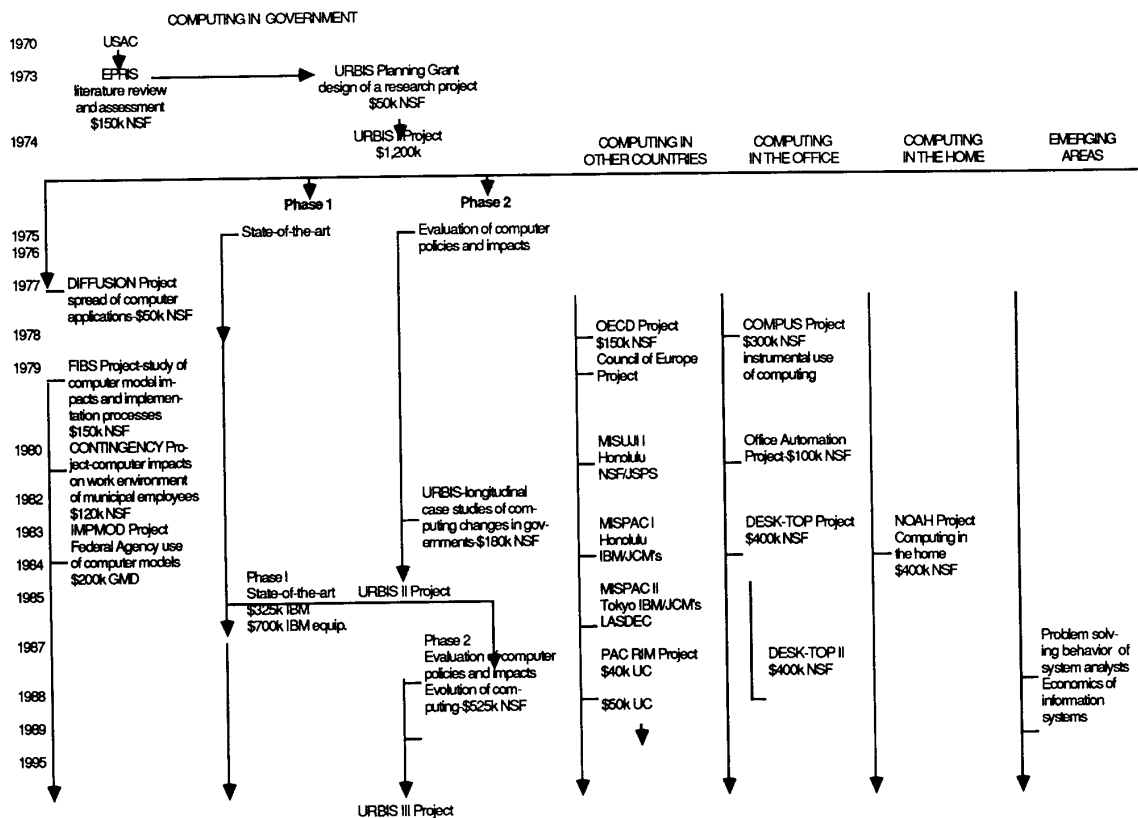 COMPUTING IN GOVERNMENT
1970
USAC
1973
EPRIS
literature review
and assessment
$150k NSF
URBIS Planning Grant
design of a research project
$50k NSF
1974
URBIS I Project
$1,200k
COMPUTING IN
OTHER COUNTRIES
COMPUTING
IN THE OFFICE
COMPUTING
IN THE HOME
EMERGING
AREAS
Phase 1
Phase 2
1975
1976
State-of-the-art
Evaluation of computer
policies and impacts
1977
DIFFUSION Project
spread of computer
applications-$50k NSF
1978
OECD Project
$150k NSF
Council of Europe
Project
COMPUS Project
$300k NSF
instrumental use
of computing
1979
FIBS Project-study of
computer model im-
pacts and implemen-
tation processes
$150k NSF
1980
CONTINGENCY Pro-
ject-computer impacts
on work environment
of municipal employees
$120k NSF
MISUJI I
Honolulu
NSF/JSPS
Office Automation
Project-$100k NSF
1982
URBIS-longitudinal
case studies of com-
puting changes in gov-
ernments-$180k NSF
1983
IMPMOD Project
Federal Agency use
of computer models
$200k GMD
MISPAC I
Honolulu
IBM/JCM's
DESK-TOP Project
$400k NSF
NOAH Project
Computing in
the home
$400k NSF
1984
1985
Phase I
State-of-the-art
$325k IBM
$700k IBM equip.
URBIS II Project
MISPAC II
Tokyo IBM/JCM's
LASDEC
1987
Phase 2
Evaluation of computer
policies and impacts
Evolution of com-
puting-$525k NSF
PAC RIM Project
$40k UC
DESK-TOP II
$400k NSF
Problem solv-
ing behavior of
system analysts
Economics of
information
systems
1988
$50k UC
1989
1995
URBIS III Project